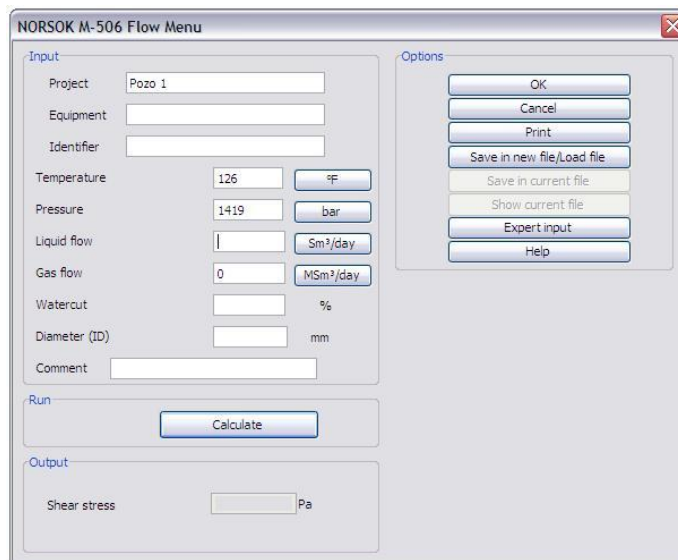 NORSOK M-506 Flow Menu
Input
Project Pozo 1
Equipment
Identifier
Temperature 126 ºF
Pressure 1419 bar
Liquid flow Sm³/day
Gas flow 0 MSm³/day
Watercut %
Diameter (ID) mm
Comment
Run
Calculate
Output
Shear stress Pa
Options
OK
Cancel
Print
Save in new file/Load file
Save in current file
Show current file
Expert input
Help